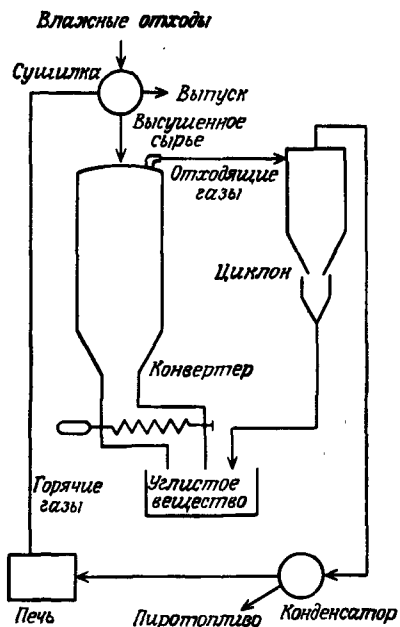 Влажные отходы
Сушилка
Выпуск
Высушенное
сырье
Отходящие
газы
Циклон
Конвертер
Горячие
газы
Углистое
вещество
Печь
Пиротопливо
Конденсатор